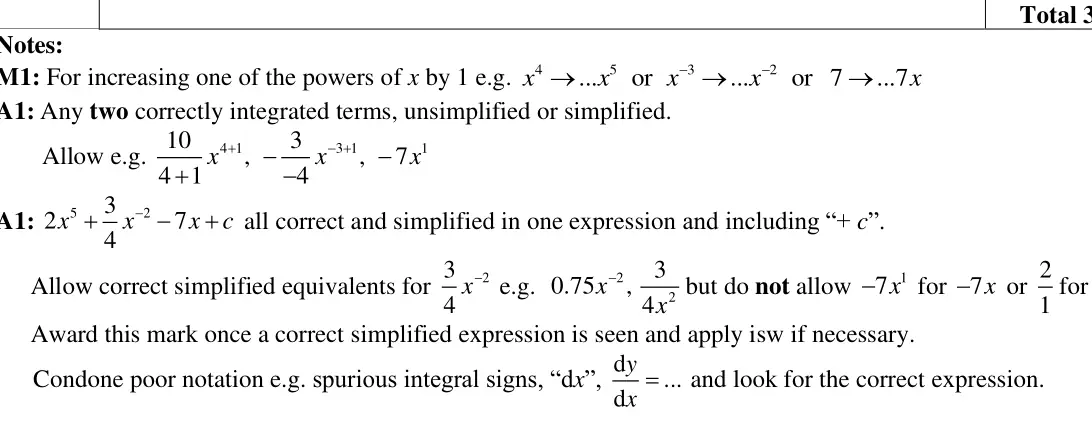 Total 3
Notes:
M1: For increasing one of the powers of x by 1 e.g. x⁴ → ...x⁵ or x⁻³ → ...x⁻² or 7 → ...7x
A1: Any two correctly integrated terms, unsimplified or simplified.
Allow e.g. 10/(4+1) x⁴⁺¹, − 3/(−4) x⁻³⁺¹, − 7x¹
A1: 2x⁵ + 3/4 x⁻² − 7x + c all correct and simplified in one expression and including “+ c”.
Allow correct simplified equivalents for 3/4 x⁻² e.g. 0.75x⁻², 3/(4x²) but do not allow −7x¹ for −7x or 2/1 for
Award this mark once a correct simplified expression is seen and apply isw if necessary.
Condone poor notation e.g. spurious integral signs, “dx”, dy/dx = ... and look for the correct expression.